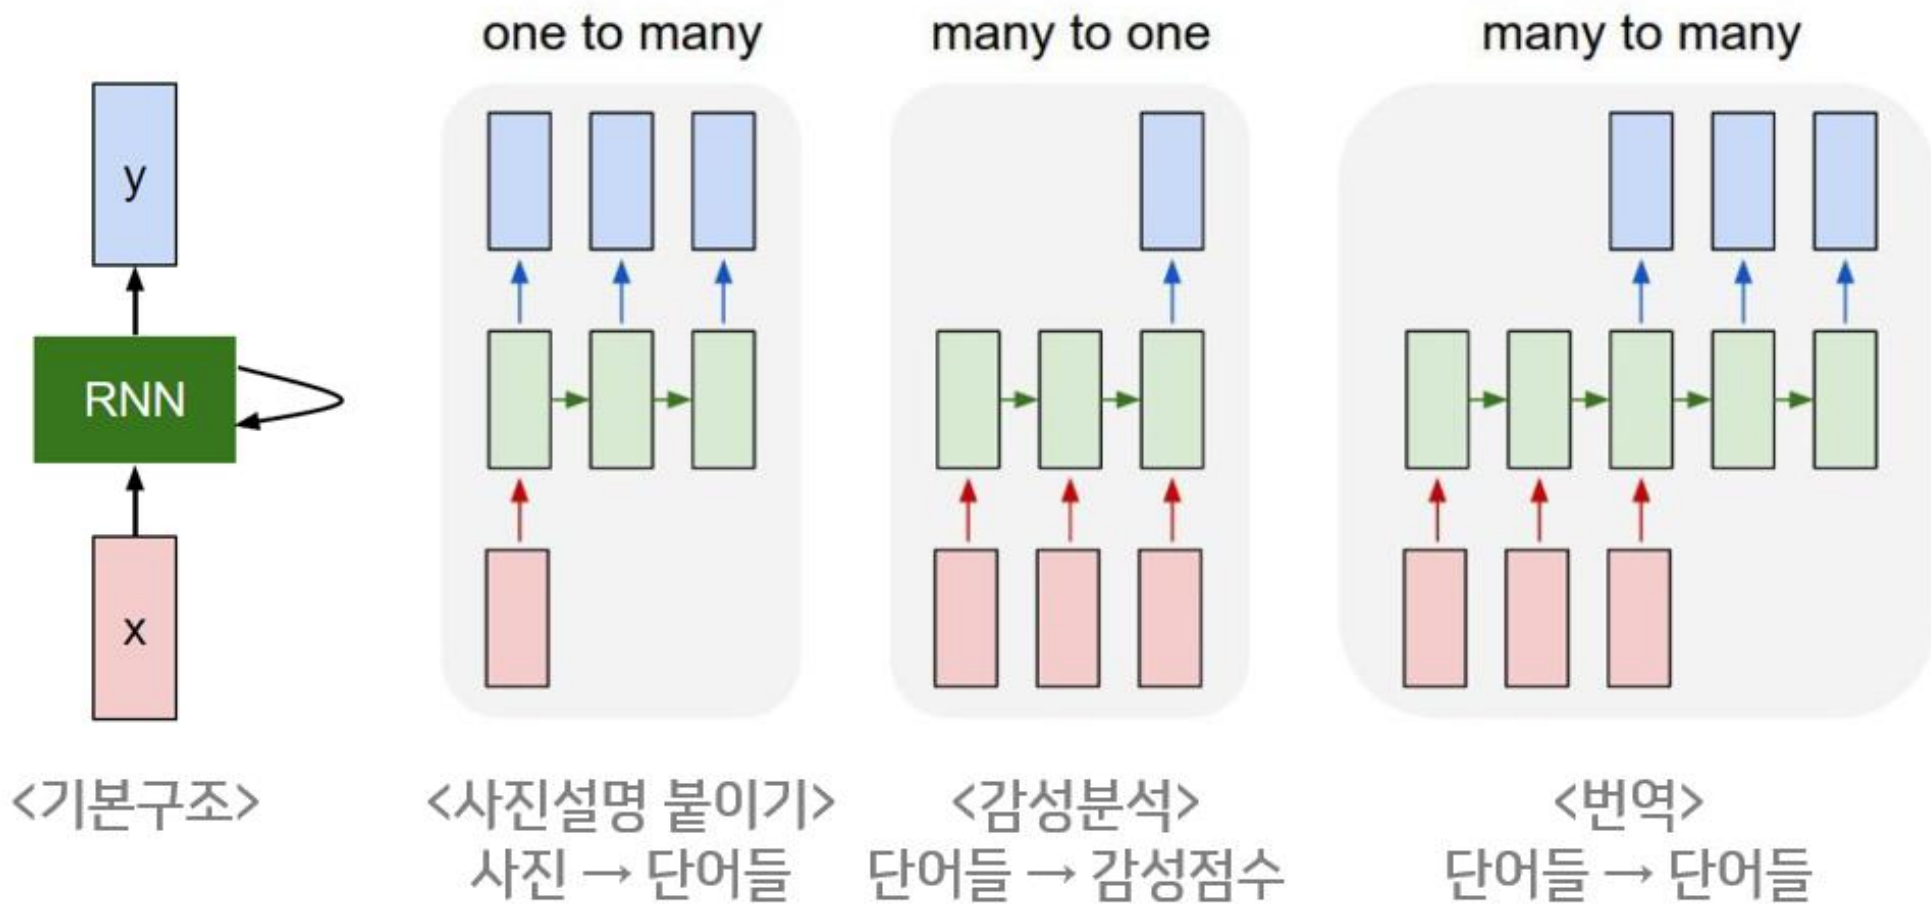 one to many
many to one
many to many
y
RNN
x
<기본구조>
<사진설명 붙이기>
사진 → 단어들
<감성분석>
단어들 → 감성점수
<번역>
단어들 → 단어들